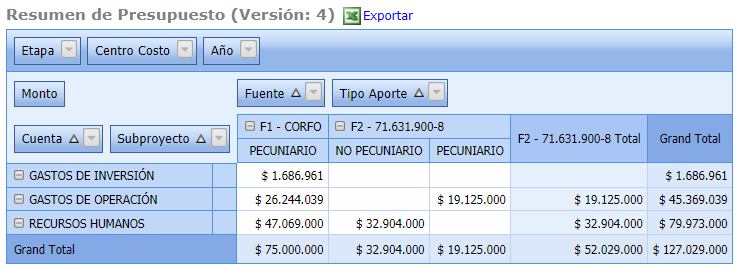 Resumen de Presupuesto (Versión: 4) Exportar
Etapa Centro Costo Año
Monto Fuente Tipo Aporte
Cuenta Subproyecto F1 - CORFO F2 - 71.631.900-8 F2 - 71.631.900-8 Total Grand Total
PECUNIARIO NO PECUNIARIO PECUNIARIO
GASTOS DE INVERSIÓN $ 1.686.961 $ 1.686.961
GASTOS DE OPERACIÓN $ 26.244.039 $ 19.125.000 $ 19.125.000 $ 45.369.039
RECURSOS HUMANOS $ 47.069.000 $ 32.904.000 $ 32.904.000 $ 79.973.000
Grand Total $ 75.000.000 $ 32.904.000 $ 19.125.000 $ 52.029.000 $ 127.029.000